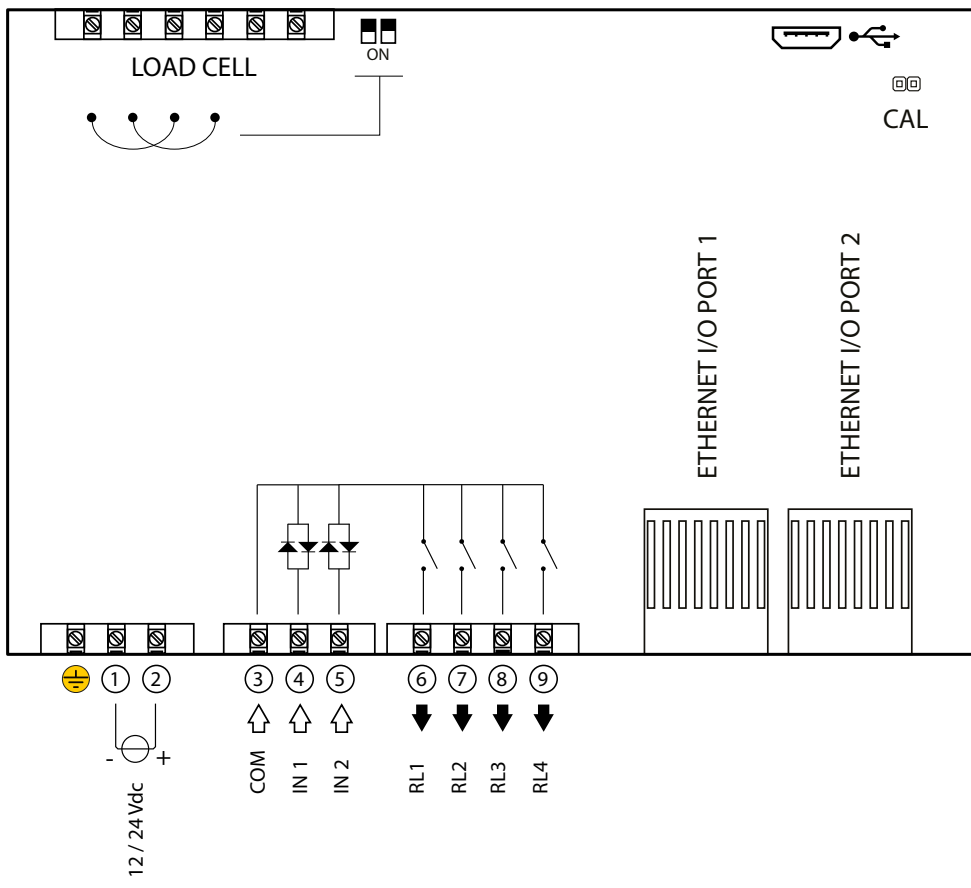 ON
LOAD CELL
CAL
ETHERNET I/O PORT 1
ETHERNET I/O PORT 2
1
2
3
4
5
6
7
8
9
- +
12 / 24 Vdc
COM
IN 1
IN 2
RL1
RL2
RL3
RL4